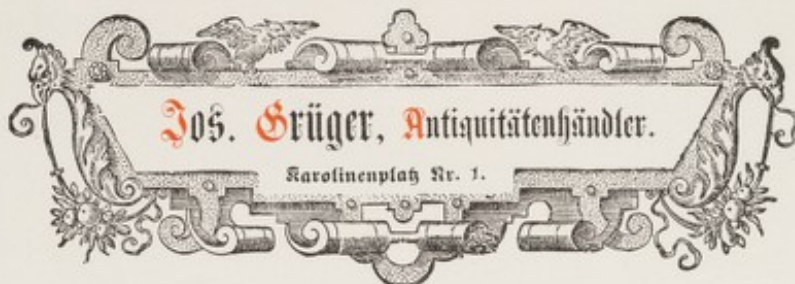 Jos. Grüger, Antiquitätenhändler.
Karolinenplatz Nr. 1.